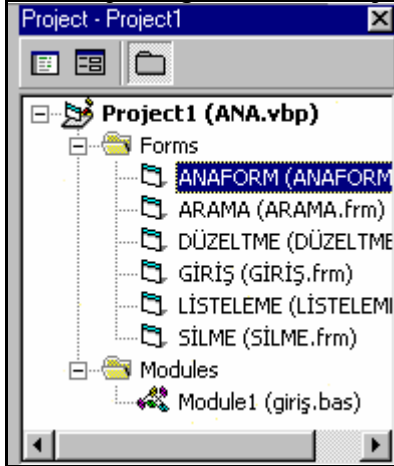 Project - Project1
Project1 (ANA.vbp)
Forms
ANAFORM (ANAFORM
ARAMA (ARAMA.frm)
DÜZELTME (DÜZELTME
GİRİŞ (GİRİŞ.frm)
LİSTELEME (LİSTELEME
SİLME (SİLME.frm)
Modules
Module1 (giriş.bas)